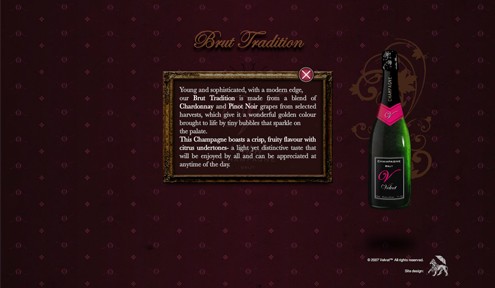 Brut Tradition
Young and sophisticated, with a modern edge,
our Brut Tradition is made from a blend of
Chardonnay and Pinot Noir grapes from selected
harvests, which give it a wonderful golden colour
brought to life by tiny bubbles that sparkle on
the palate.
This Champagne boasts a crisp, fruity flavour with
citrus undertones- a light yet distinctive taste that
will be enjoyed by all and can be appreciated at
anytime of the day.
CHAMPAGNE
V
Velvet
© 2007 Velvet™ All rights reserved.
Site design: